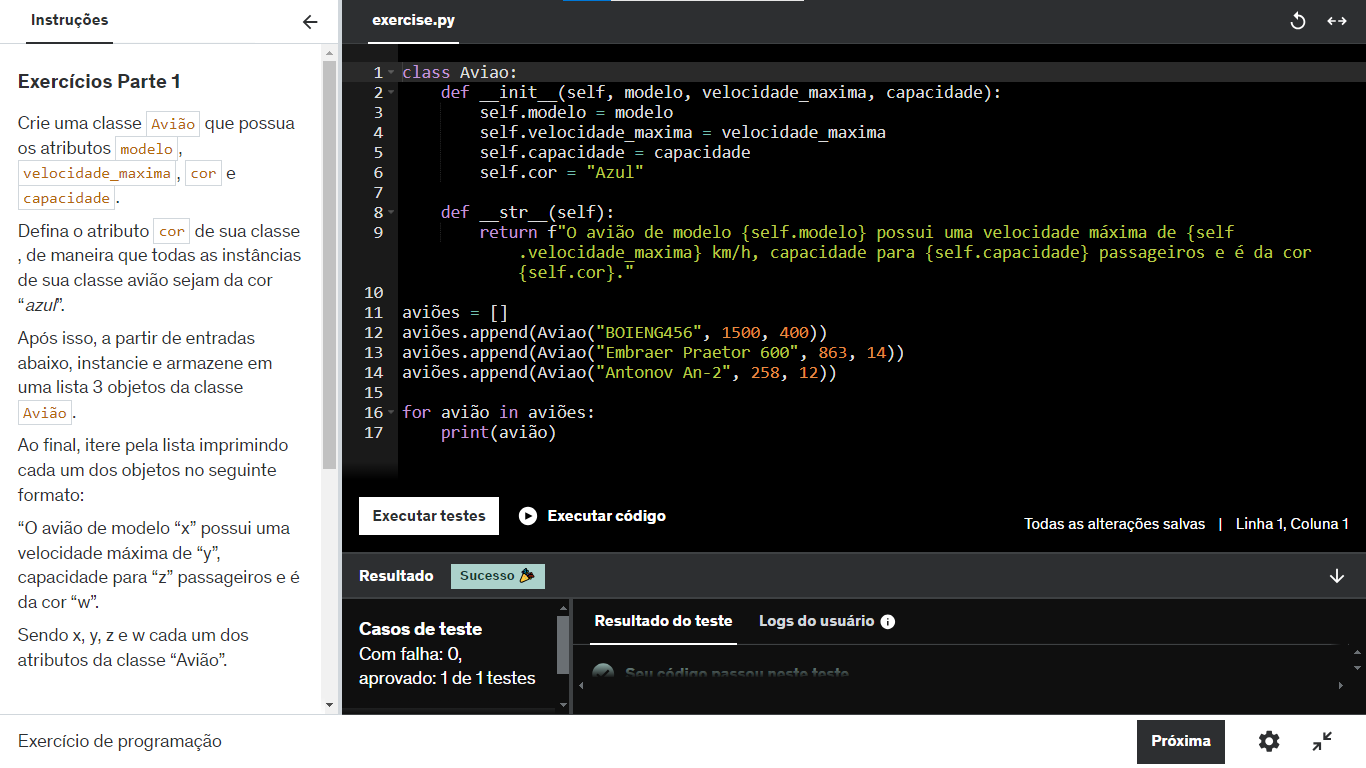 Instruções
exercise.py
Exercícios Parte 1
Crie uma classe Avião que possua
os atributos modelo,
velocidade_maxima, cor e
capacidade.
Defina o atributo cor de sua classe
, de maneira que todas as instâncias
de sua classe avião sejam da cor
“azul”.
Após isso, a partir de entradas
abaixo, instancie e armazene em
uma lista 3 objetos da classe
Avião.
Ao final, itere pela lista imprimindo
cada um dos objetos no seguinte
formato:
“O avião de modelo “x” possui uma
velocidade máxima de “y”,
capacidade para “z” passageiros e é
da cor “w”.
Sendo x, y, z e w cada um dos
atributos da classe “Avião”.
1 class Aviao:
2     def __init__(self, modelo, velocidade_maxima, capacidade):
3         self.modelo = modelo
4         self.velocidade_maxima = velocidade_maxima
5         self.capacidade = capacidade
6         self.cor = "Azul"
7
8     def __str__(self):
9         return f"O avião de modelo {self.modelo} possui uma velocidade máxima de {self
.velocidade_maxima} km/h, capacidade para {self.capacidade} passageiros e é da cor
{self.cor}."
10
11 aviões = []
12 aviões.append(Aviao("BOIENG456", 1500, 400))
13 aviões.append(Aviao("Embraer Praetor 600", 863, 14))
14 aviões.append(Aviao("Antonov An-2", 258, 12))
15
16 for avião in aviões:
17     print(avião)
Executar testes
Executar código
Todas as alterações salvas | Linha 1, Coluna 1
Resultado
Sucesso
Casos de teste
Com falha: 0,
aprovado: 1 de 1 testes
Resultado do teste
Logs do usuário
Seu código passou neste teste
Exercício de programação
Próxima